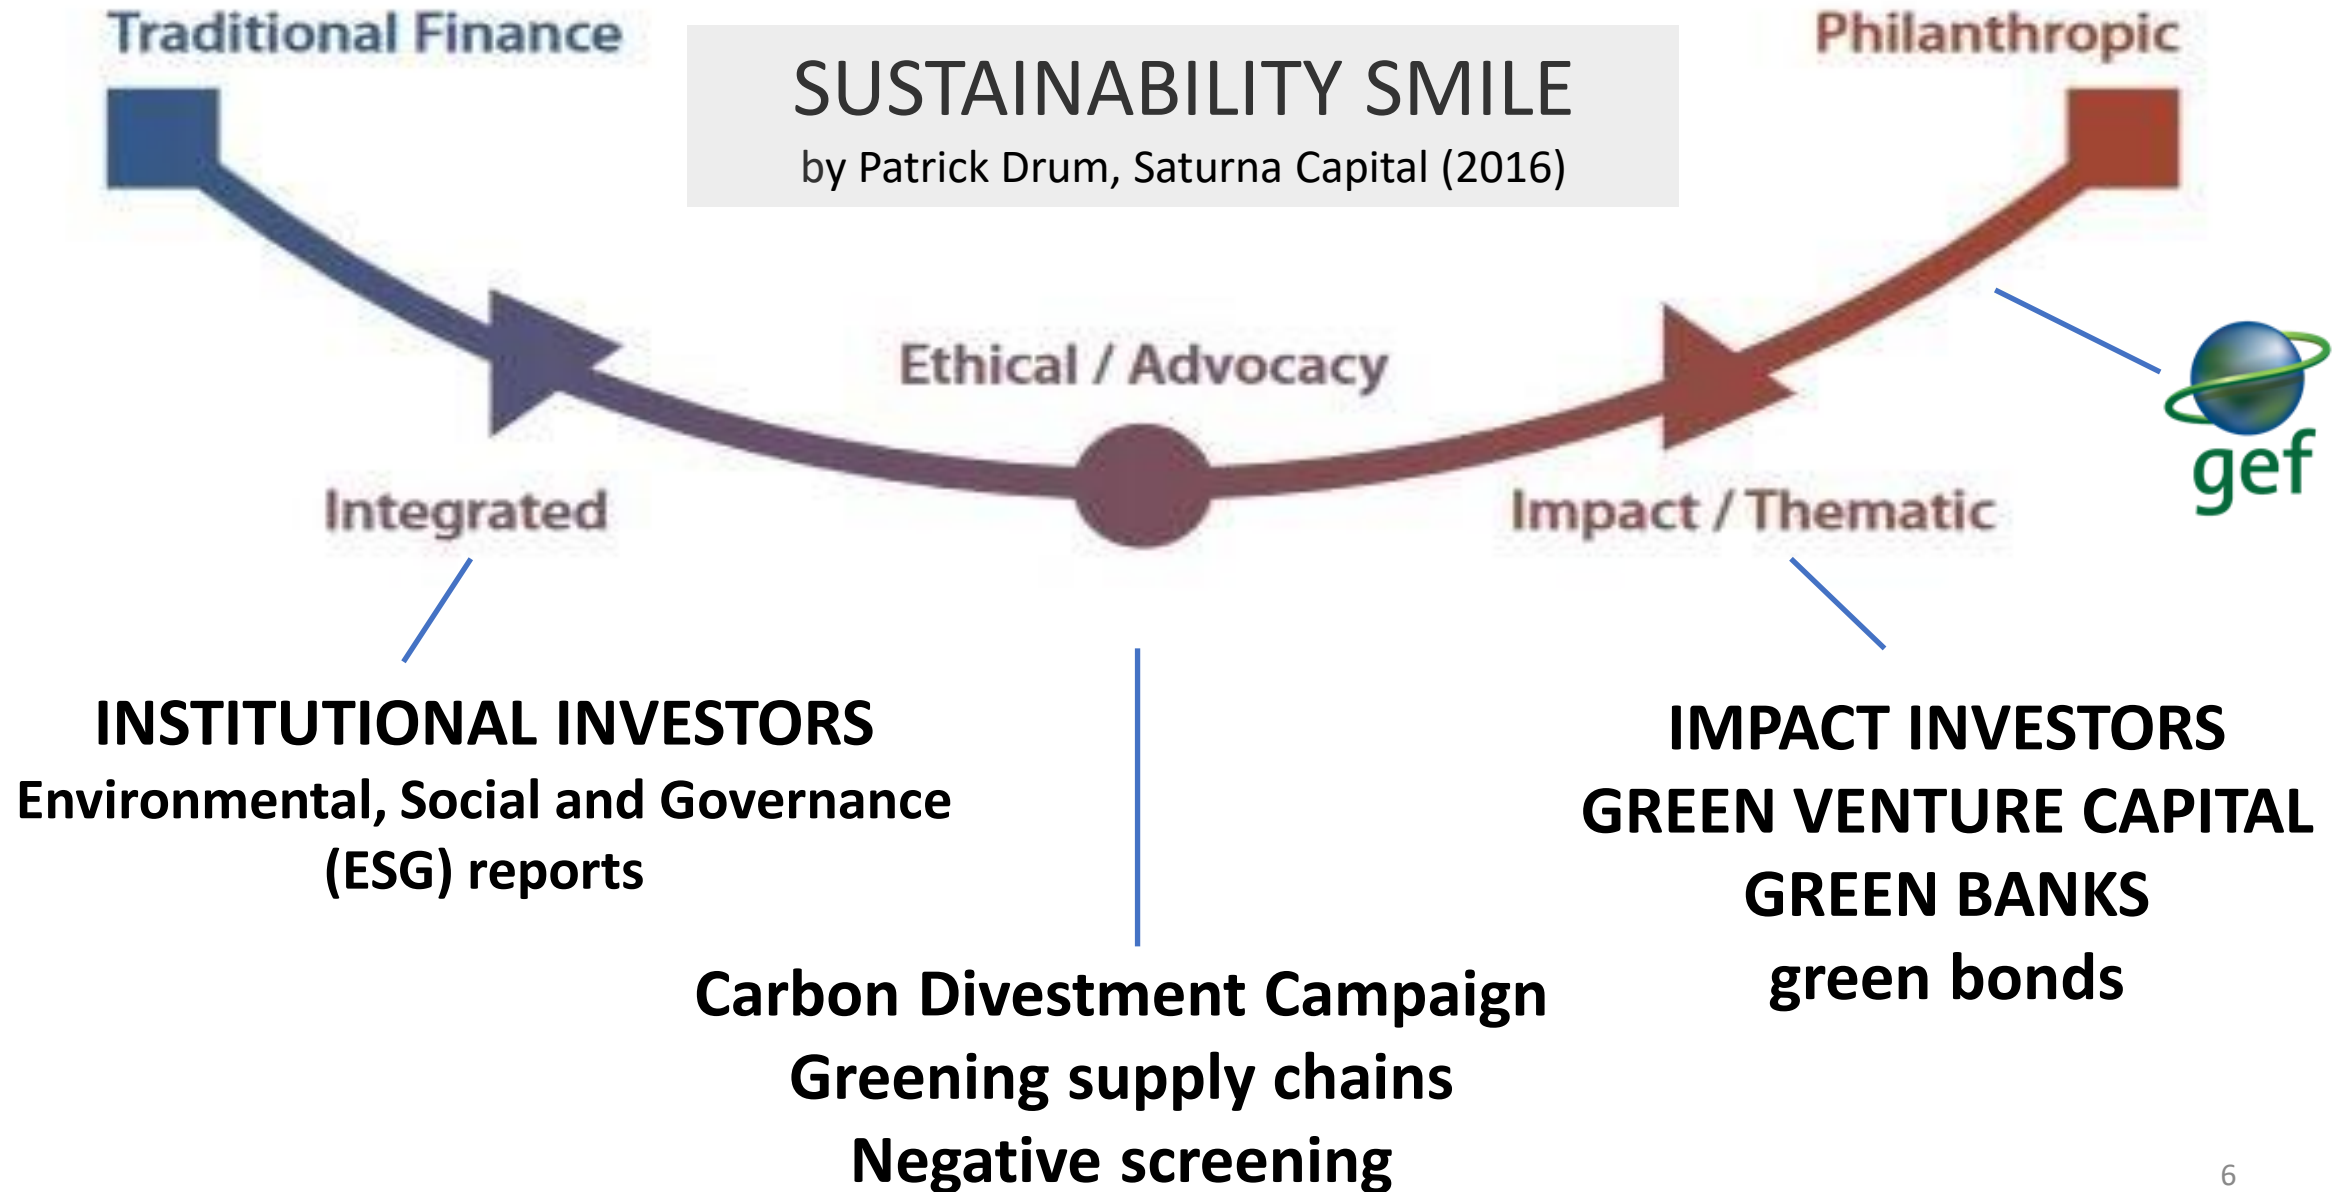 Traditional Finance
Philanthropic
SUSTAINABILITY SMILE
by Patrick Drum, Saturna Capital (2016)
Ethical / Advocacy
Integrated
Impact / Thematic
gef
INSTITUTIONAL INVESTORS
Environmental, Social and Governance
(ESG) reports
Carbon Divestment Campaign
Greening supply chains
Negative screening
IMPACT INVESTORS
GREEN VENTURE CAPITAL
GREEN BANKS
green bonds
6